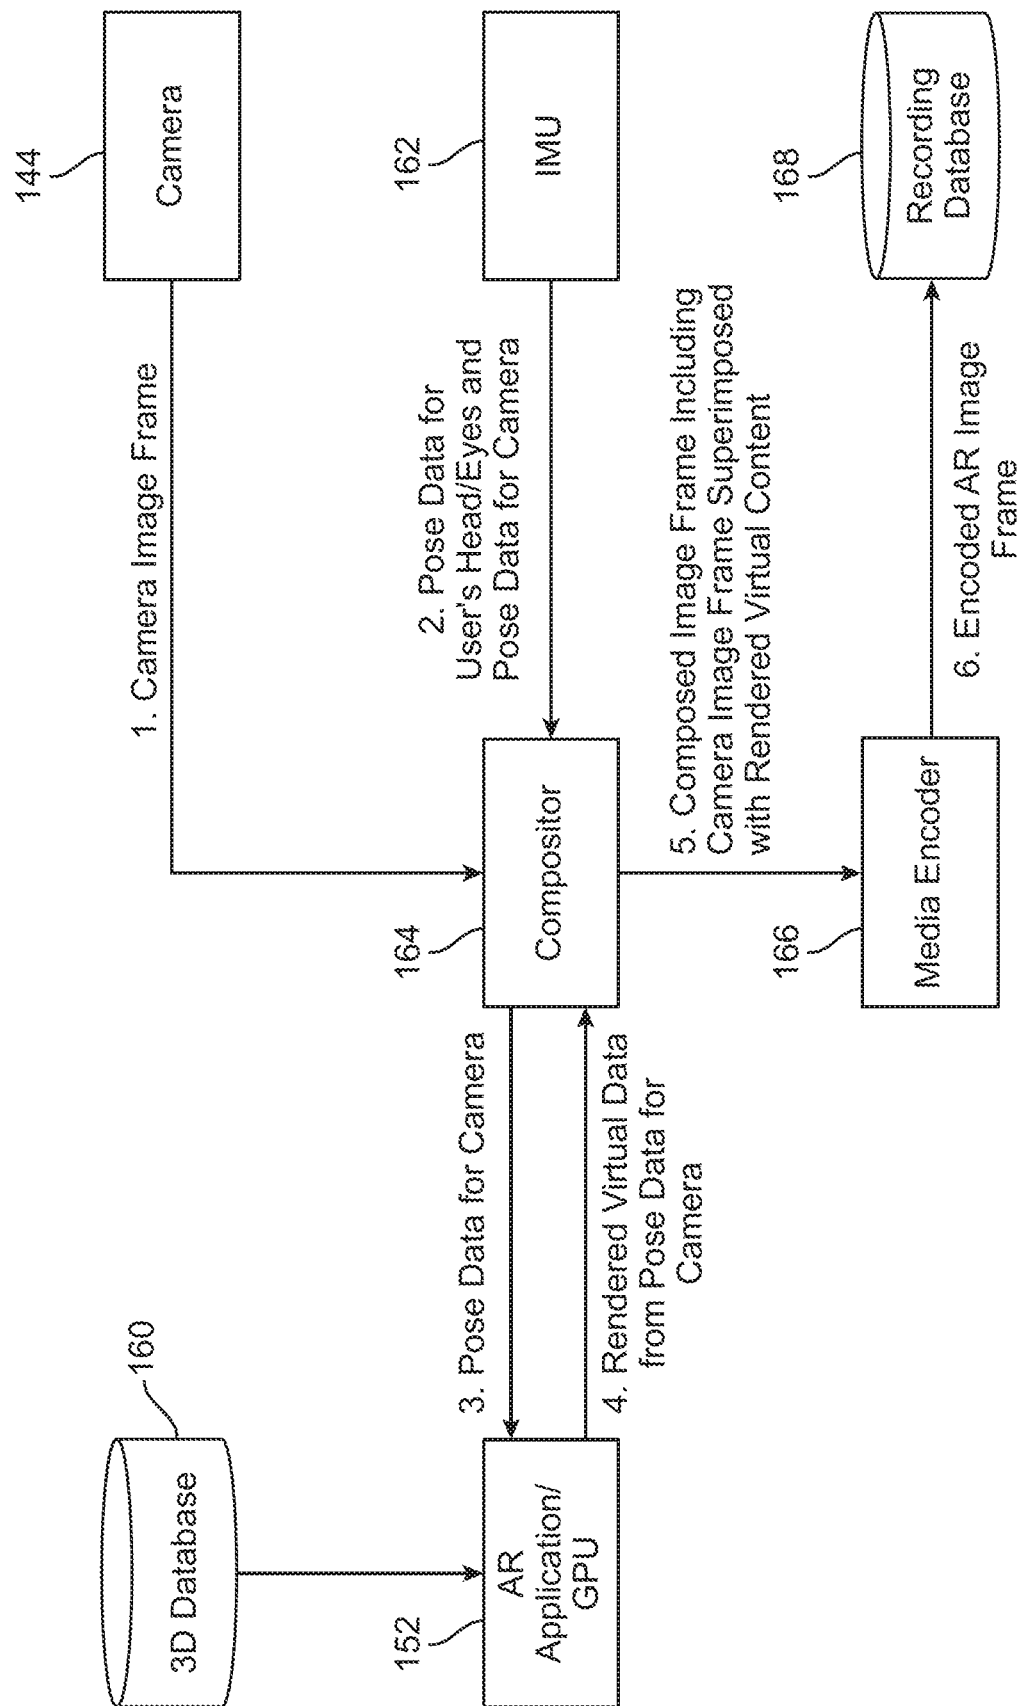 160
3D Database
144
Camera
1. Camera Image Frame
152
AR
Application/
GPU
3. Pose Data for Camera
4. Rendered Virtual Data
from Pose Data for
Camera
164
Compositor
2. Pose Data for
User's Head/Eyes and
Pose Data for Camera
162
IMU
5. Composed Image Frame Including
Camera Image Frame Superimposed
with Rendered Virtual Content
166
Media Encoder
6. Encoded AR Image
Frame
168
Recording
Database